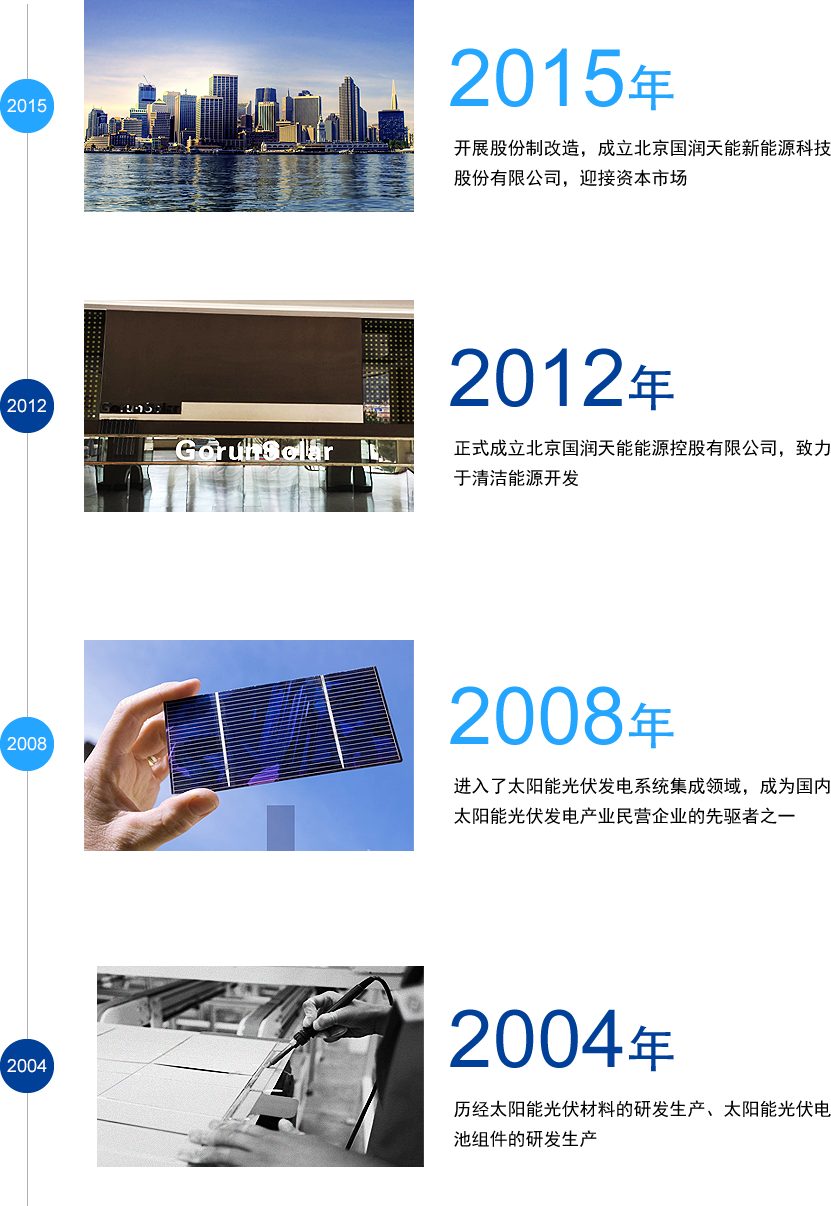 2015
2015年
开展股份制改造，成立北京国润天能新能源科技
股份有限公司，迎接资本市场
2012
2012年
GorunSolar
正式成立北京国润天能能源控股有限公司，致力
于清洁能源开发
2008
2008年
进入了太阳能光伏发电系统集成领域，成为国内
太阳能光伏发电产业民营企业的先驱者之一
2004
2004年
历经太阳能光伏材料的研发生产、太阳能光伏电
池组件的研发生产